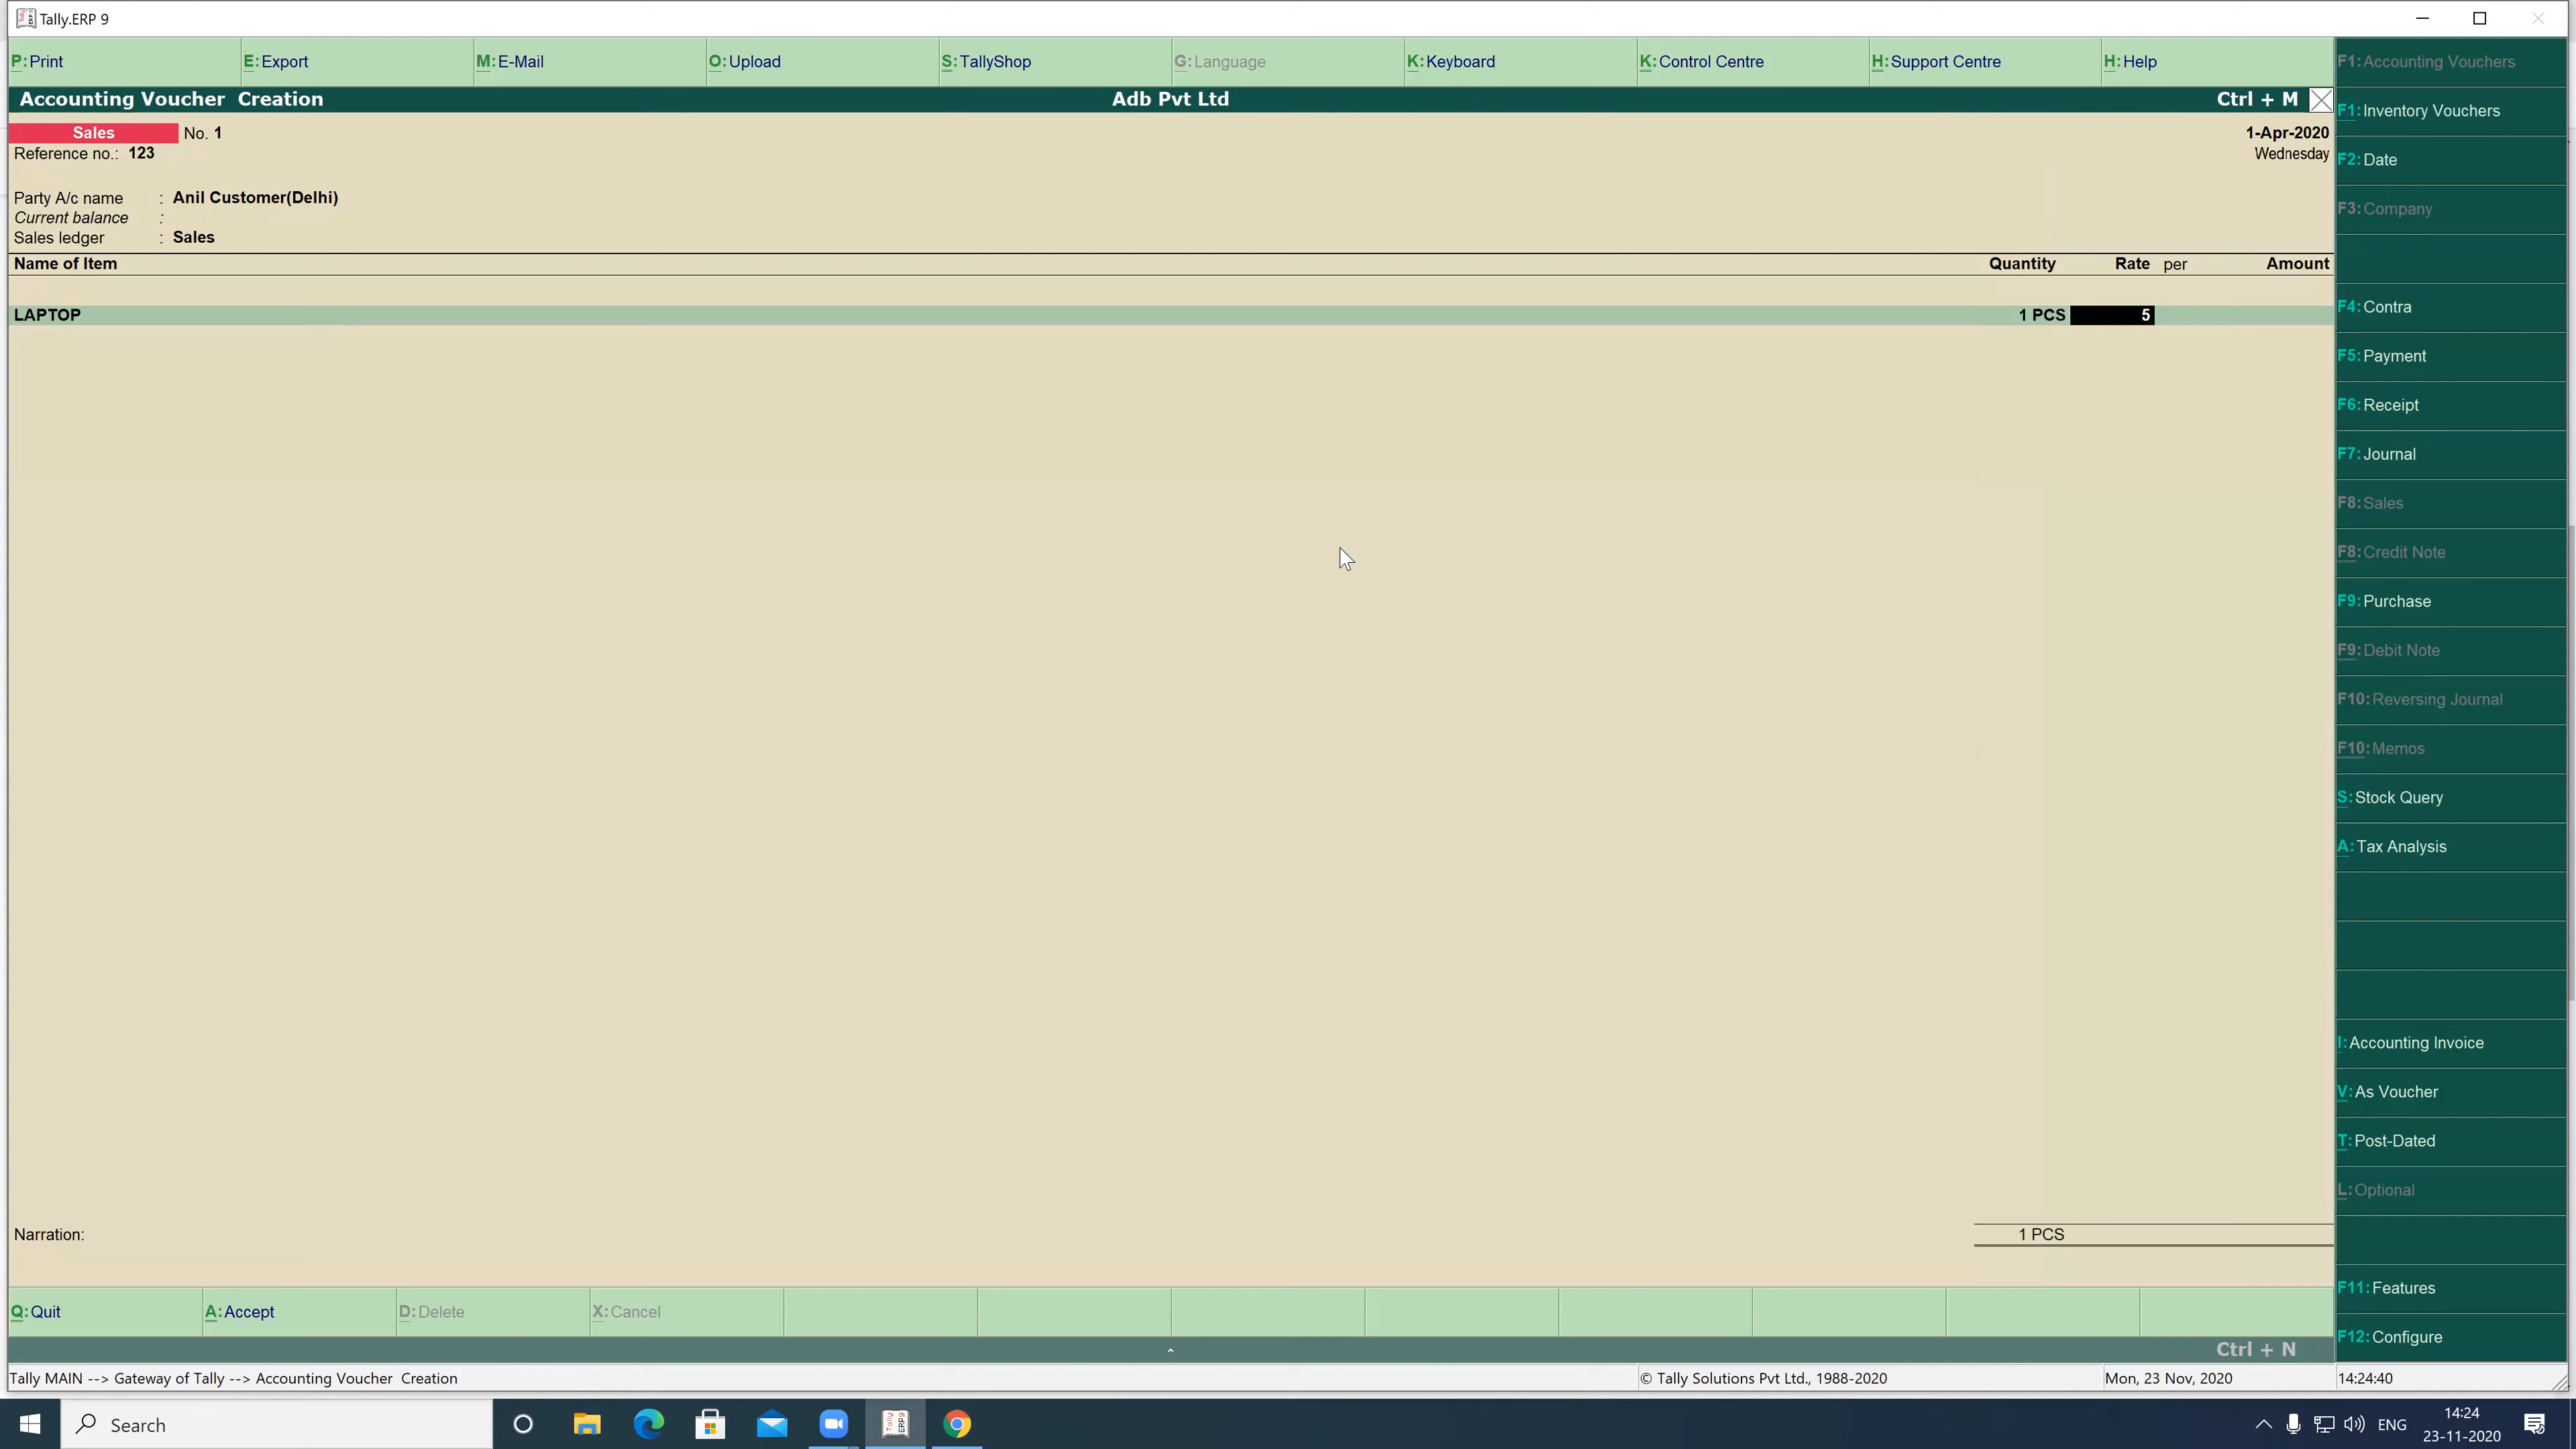 Tally.ERP 9
P: Print E: Export M: E-Mail O: Upload S: TallyShop G: Language K: Keyboard K: Control Centre H: Support Centre H: Help
Accounting Voucher Creation Adb Pvt Ltd Ctrl + M
Sales No. 1 1-Apr-2020
Reference no.: 123 Wednesday
Party A/c name : Anil Customer(Delhi)
Current balance :
Sales ledger : Sales
Name of Item Quantity Rate per Amount
LAPTOP 1 PCS 5
Narration: 1 PCS
Q: Quit A: Accept D: Delete X: Cancel
Ctrl + N
F1: Accounting Vouchers
F1: Inventory Vouchers
F2: Date
F3: Company
F4: Contra
F5: Payment
F6: Receipt
F7: Journal
F8: Sales
F8: Credit Note
F9: Purchase
F9: Debit Note
F10: Reversing Journal
F10: Memos
S: Stock Query
A: Tax Analysis
I: Accounting Invoice
V: As Voucher
T: Post-Dated
L: Optional
F11: Features
F12: Configure
Tally MAIN --> Gateway of Tally --> Accounting Voucher Creation © Tally Solutions Pvt Ltd., 1988-2020 Mon, 23 Nov, 2020 14:24:40
Search ENG 14:24
23-11-2020